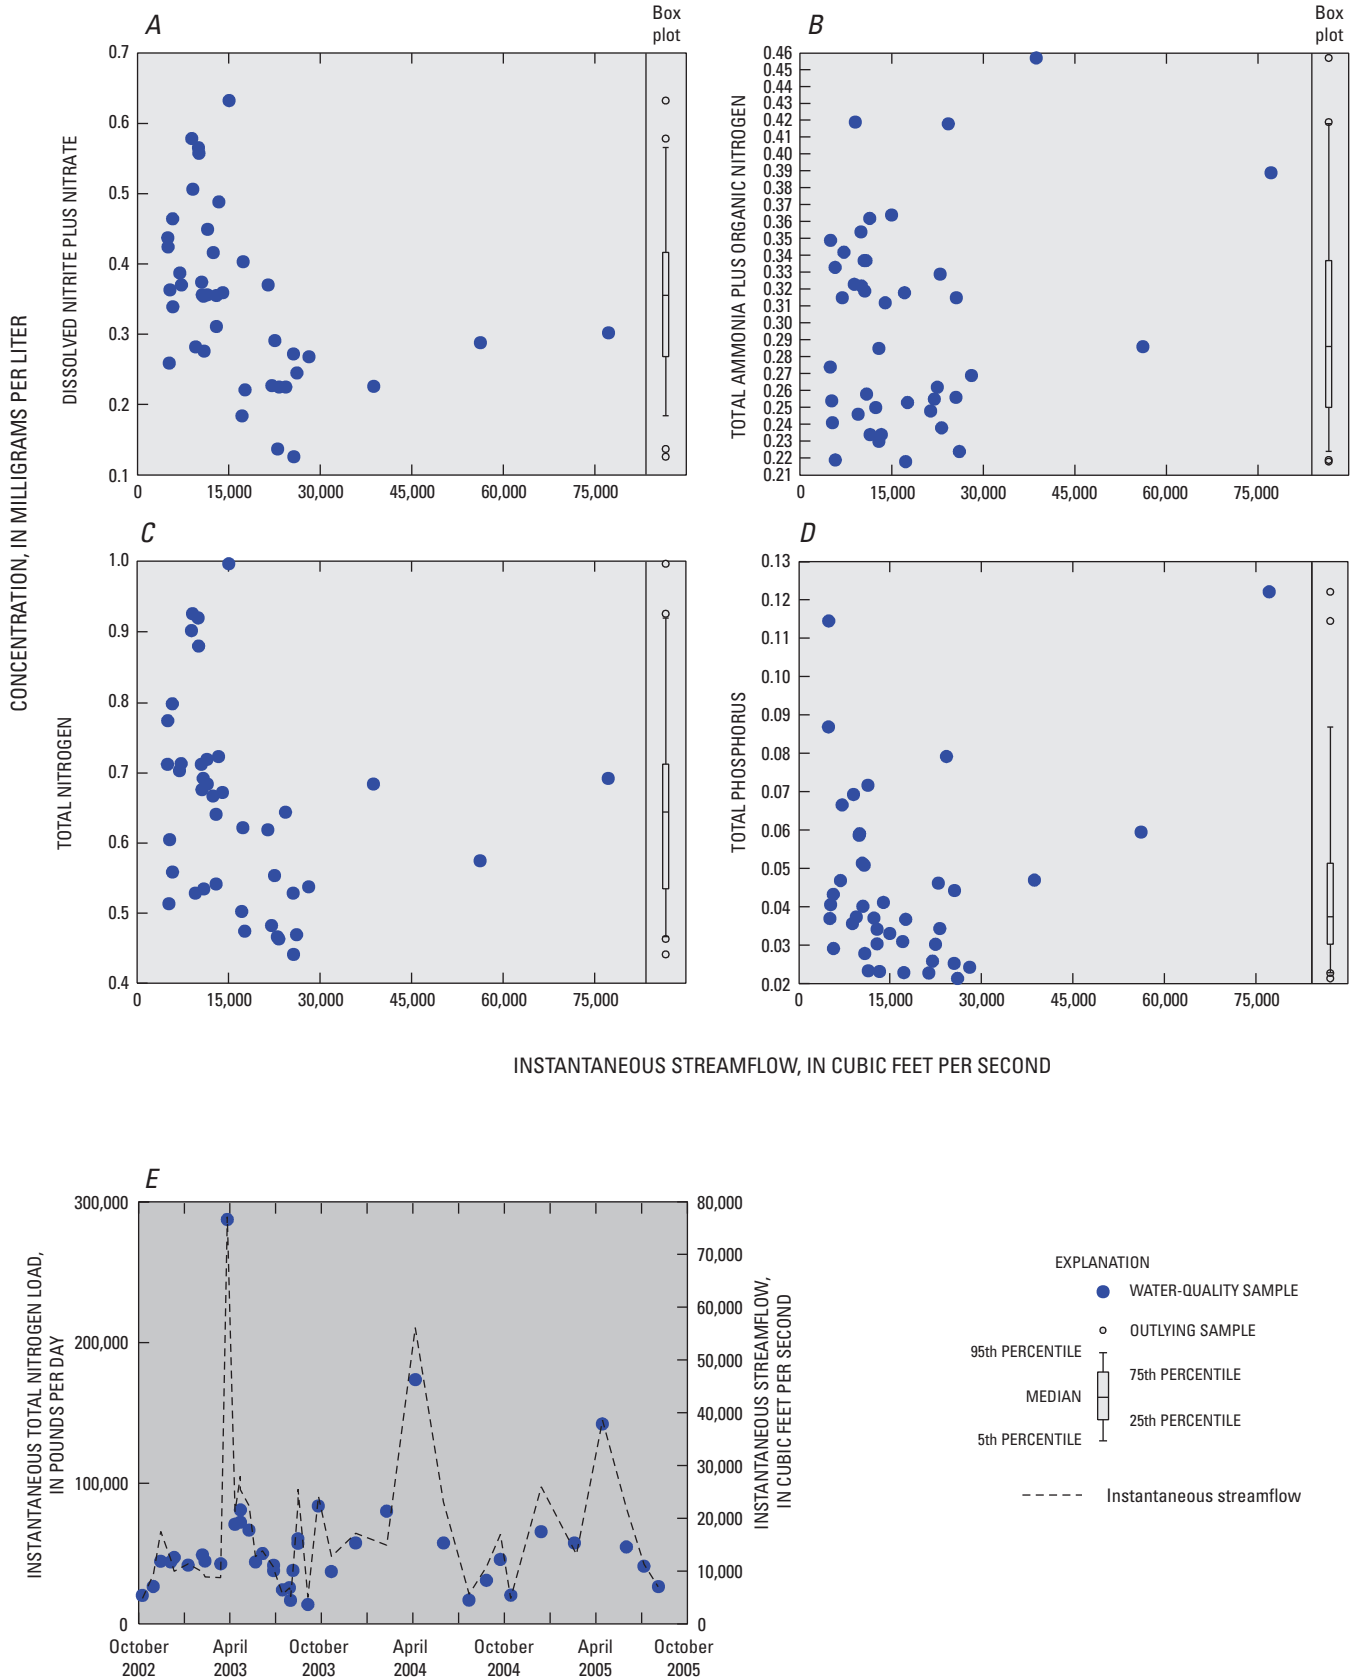 CONCENTRATION, IN MILLIGRAMS PER LITER
A
Box
plot
DISSOLVED NITRITE PLUS NITRATE
0.7
0.6
0.5
0.4
0.3
0.2
0.1
0
15,000
30,000
45,000
60,000
75,000
B
Box
plot
TOTAL AMMONIA PLUS ORGANIC NITROGEN
0.46
0.45
0.44
0.43
0.42
0.41
0.40
0.39
0.38
0.37
0.36
0.35
0.34
0.33
0.32
0.31
0.30
0.29
0.28
0.27
0.26
0.25
0.24
0.23
0.22
0.21
0
15,000
30,000
45,000
60,000
75,000
C
TOTAL NITROGEN
1.0
0.9
0.8
0.7
0.6
0.5
0.4
0
15,000
30,000
45,000
60,000
75,000
D
TOTAL PHOSPHORUS
0.13
0.12
0.11
0.10
0.09
0.08
0.07
0.06
0.05
0.04
0.03
0.02
0
15,000
30,000
45,000
60,000
75,000
INSTANTANEOUS STREAMFLOW, IN CUBIC FEET PER SECOND
E
INSTANTANEOUS TOTAL NITROGEN LOAD,
IN POUNDS PER DAY
300,000
200,000
100,000
0
80,000
70,000
60,000
50,000
40,000
30,000
20,000
10,000
0
INSTANTANEOUS STREAMFLOW,
IN CUBIC FEET PER SECOND
October
2002
April
2003
October
2003
April
2004
October
2004
April
2005
October
2005
EXPLANATION
WATER-QUALITY SAMPLE
OUTLYING SAMPLE
95th PERCENTILE
75th PERCENTILE
MEDIAN
25th PERCENTILE
5th PERCENTILE
Instantaneous streamflow